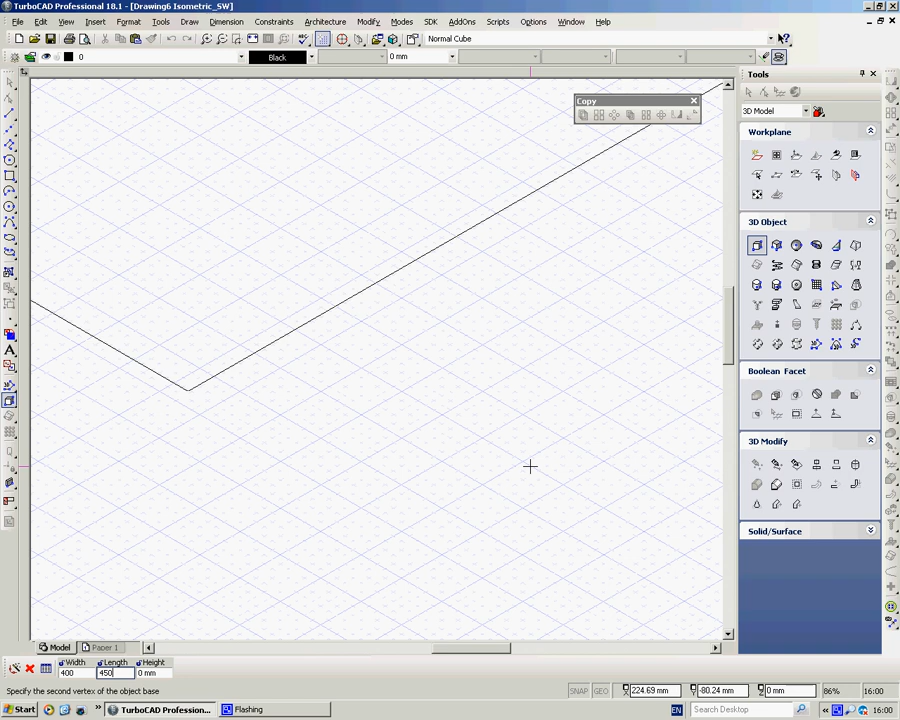 TurboCAD Professional 18.1 - [Drawing6 Isometric_SW]
File Edit View Insert Format Tools Draw Dimension Constraints Architecture Modify Modes SDK AddOns Scripts Options Window Help
Normal Cube
0 Black 0 mm
Tools
Copy
3D Model
Workplane
3D Object
Boolean Facet
3D Modify
Solid/Surface
Model Paper 1
Width Length Height
400 450 0 mm
Specify the second vertex of the object base
SNAP GEO X 224.69 mm Y -80.24 mm Z 0 mm 86% 16:00
Start TurboCAD Profession... Flashing EN Search Desktop 16:00